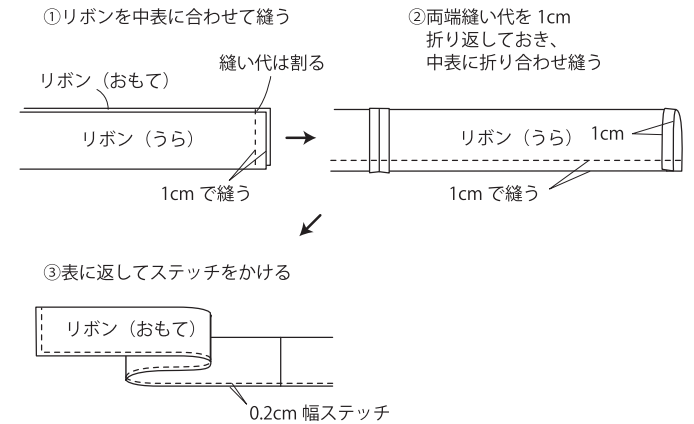 ①リボンを中表に合わせて縫う
縫い代は割る
リボン（おもて）
リボン（うら）
1cm で縫う
②両端縫い代を 1cm
折り返しておき、
中表に折り合わせ縫う
リボン（うら）
1cm
1cm で縫う
③表に返してステッチをかける
リボン（おもて）
0.2cm 幅ステッチ